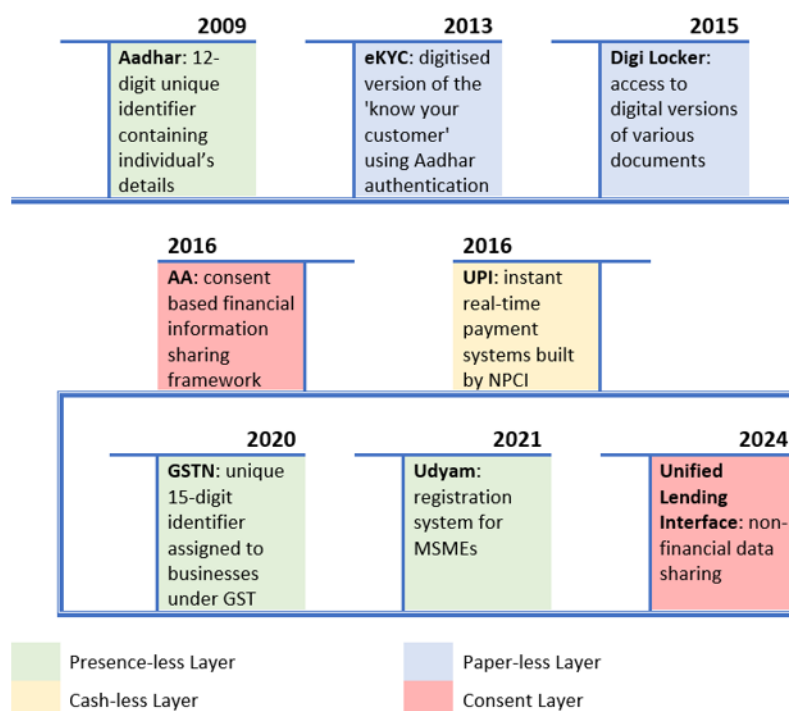 2009
Aadhar: 12-
digit unique
identifier
containing
individual's
details
2013
eKYC: digitised
version of the
'know your
customer'
using Aadhar
authentication
2015
Digi Locker:
access to
digital versions
of various
documents
2016
AA: consent
based financial
information
sharing
framework
2016
UPI: instant
real-time
payment
systems built
by NPCI
2020
GSTN: unique
15-digit
identifier
assigned to
businesses
under GST
2021
Udyam:
registration
system for
MSMEs
2024
Unified
Lending
Interface: non-
financial data
sharing
Presence-less Layer
Paper-less Layer
Cash-less Layer
Consent Layer